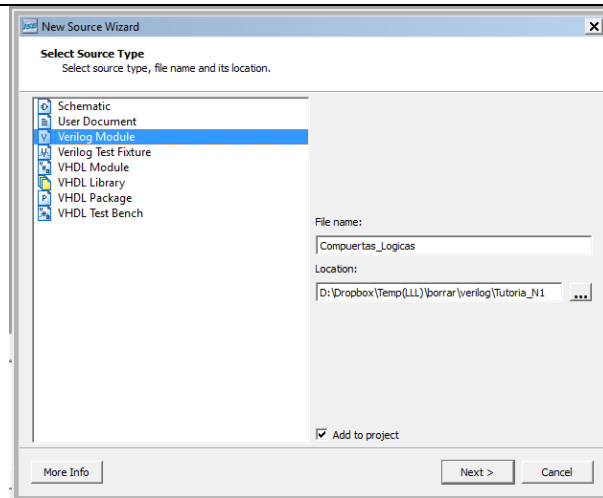 ISE New Source Wizard
Select Source Type
Select source type, file name and its location.
Schematic
User Document
Verilog Module
Verilog Test Fixture
VHDL Module
VHDL Library
VHDL Package
VHDL Test Bench
File name:
Compuertas_Logicas
Location:
D:\Dropbox\Temp(LLL)\borrar\verilog\Tutoria_N1
...
Add to project
More Info
Next >
Cancel